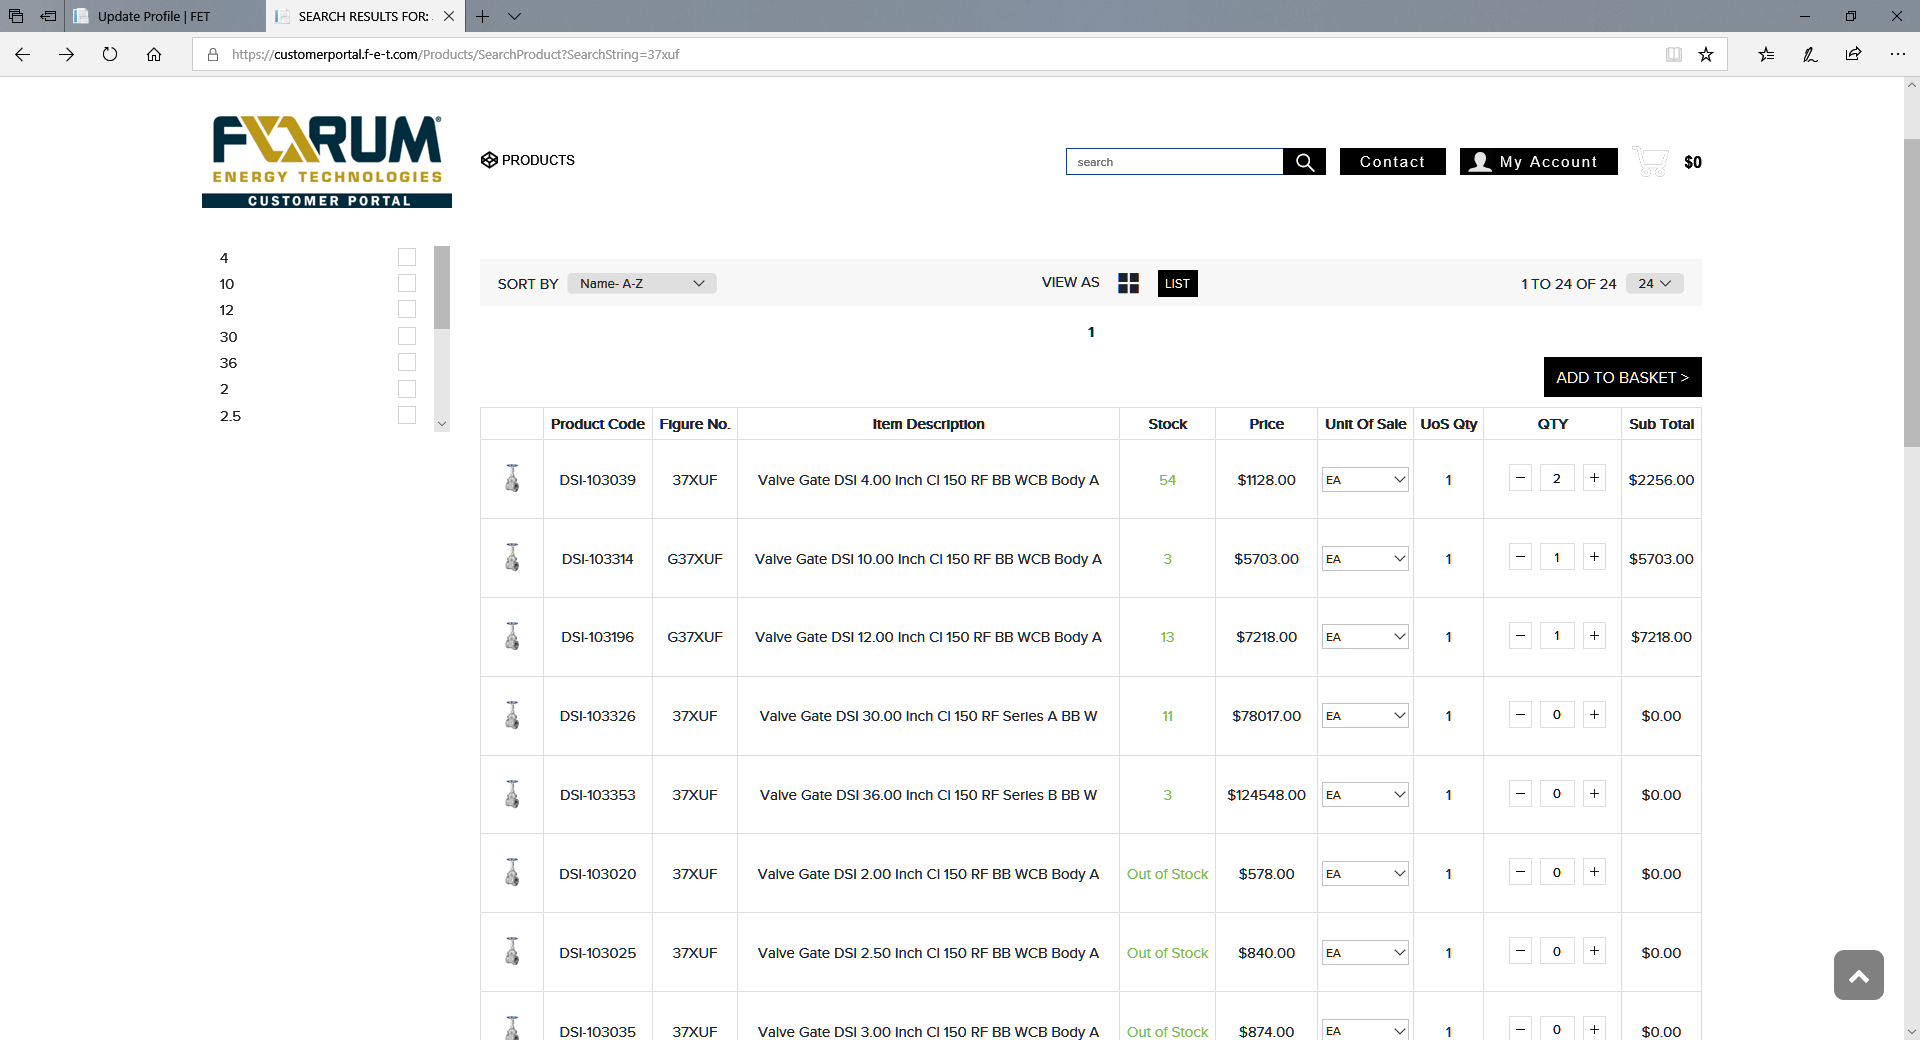 Update Profile | FET
SEARCH RESULTS FOR:
https://customerportal.f-e-t.com/Products/SearchProduct?SearchString=37xuf
FORUM®
ENERGY TECHNOLOGIES
CUSTOMER PORTAL
PRODUCTS
search
Contact
My Account
$0
4
10
12
30
36
2
2.5
SORT BY Name- A-Z VIEW AS LIST 1 TO 24 OF 24 24
1
ADD TO BASKET >
Product Code Figure No. Item Description Stock Price Unit Of Sale UoS Qty QTY Sub Total
DSI-103039 37XUF Valve Gate DSI 4.00 Inch Cl 150 RF BB WCB Body A 54 $1128.00 EA 1 − 2 + $2256.00
DSI-103314 G37XUF Valve Gate DSI 10.00 Inch Cl 150 RF BB WCB Body A 3 $5703.00 EA 1 − 1 + $5703.00
DSI-103196 G37XUF Valve Gate DSI 12.00 Inch Cl 150 RF BB WCB Body A 13 $7218.00 EA 1 − 1 + $7218.00
DSI-103326 37XUF Valve Gate DSI 30.00 Inch Cl 150 RF Series A BB W 11 $78017.00 EA 1 − 0 + $0.00
DSI-103353 37XUF Valve Gate DSI 36.00 Inch Cl 150 RF Series B BB W 3 $124548.00 EA 1 − 0 + $0.00
DSI-103020 37XUF Valve Gate DSI 2.00 Inch Cl 150 RF BB WCB Body A Out of Stock $578.00 EA 1 − 0 + $0.00
DSI-103025 37XUF Valve Gate DSI 2.50 Inch Cl 150 RF BB WCB Body A Out of Stock $840.00 EA 1 − 0 + $0.00
DSI-103035 37XUF Valve Gate DSI 3.00 Inch Cl 150 RF BB WCB Body A Out of Stock $874.00 EA 1 − 0 + $0.00